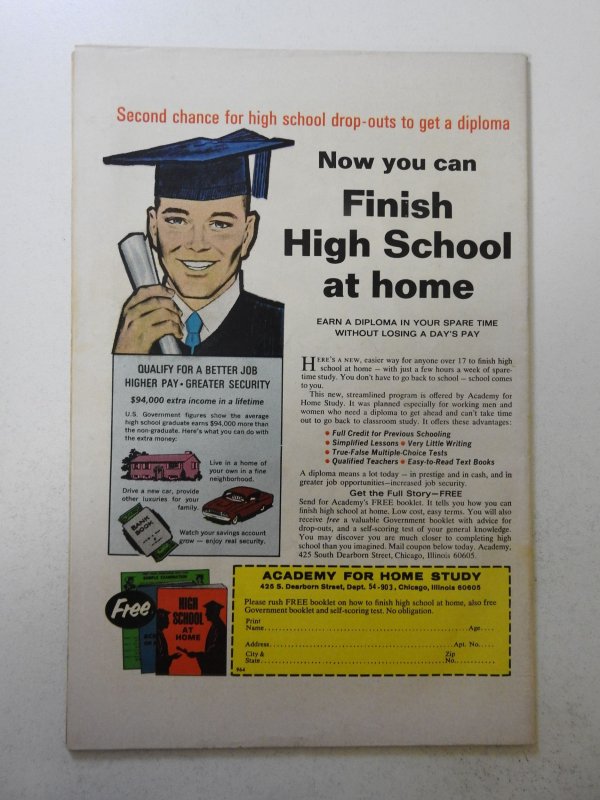 Second chance for high school drop-outs to get a diploma
Now you can
Finish
High School
at home
EARN A DIPLOMA IN YOUR SPARE TIME
WITHOUT LOSING A DAY'S PAY
QUALIFY FOR A BETTER JOB
HIGHER PAY • GREATER SECURITY
$94,000 extra income in a lifetime
U.S. Government figures show the average
high school graduate earns $94,000 more than
the non-graduate. Here's what you can do with
the extra money:
Live in a home of
your own in a fine
neighborhood.
Drive a new car, provide
other luxuries for your
family.
BANK
BOOK
Watch your savings account
grow — enjoy real security.
HERE'S A NEW, easier way for anyone over 17 to finish high
school at home – with just a few hours a week of spare-
time study. You don't have to go back to school – school comes
to you.
This new, streamlined program is offered by Academy for
Home Study. It was planned especially for working men and
women who need a diploma to get ahead and can't take time
out to go back to classroom study. It offers these advantages:
• Full Credit for Previous Schooling
• Simplified Lessons • Very Little Writing
• True-False Multiple-Choice Tests
• Qualified Teachers • Easy-to-Read Text Books
A diploma means a lot today – in prestige and in cash, and in
greater job opportunities–increased job security.
Get the Full Story—FREE
Send for Academy's FREE booklet. It tells you how you can
finish high school at home. Low cost, easy terms. You will also
receive free a valuable Government booklet with advice for
drop-outs, and a self-scoring test of your general knowledge.
You may discover you are much closer to completing high
school than you imagined. Mail coupon below today. Academy,
425 South Dearborn Street, Chicago, Illinois 60605.
Free
SAMPLE EXAMINATION
HIGH
SCHOOL
AT
HOME
ACADEMY FOR HOME STUDY
425 S. Dearborn Street, Dept. 54-903, Chicago, Illinois 60605
Please rush FREE booklet on how to finish high school at home, also free
Government booklet and self-scoring test. No obligation.
Print
Name Age
Address Apt. No.
City & Zip
State No.
964